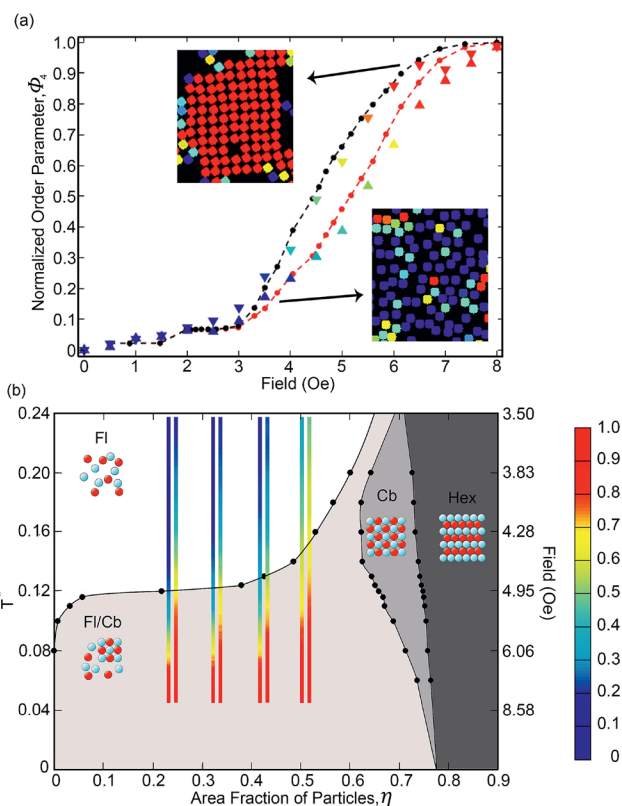 (a)
Normalized Order Parameter, Φ4
1.0
0.9
0.8
0.7
0.6
0.5
0.4
0.3
0.2
0.1
0
0 1 2 3 4 5 6 7 8
Field (Oe)
(b)
0.24
0.20
0.16
0.12
0.08
0.04
0
Fl
Fl/Cb
Cb
Hex
3.50
3.83
4.28
4.95
6.06
8.58
Field (Oe)
0 0.1 0.2 0.3 0.4 0.5 0.6 0.7 0.8 0.9
Area Fraction of Particles, η
1.0
0.9
0.8
0.7
0.6
0.5
0.4
0.3
0.2
0.1
0